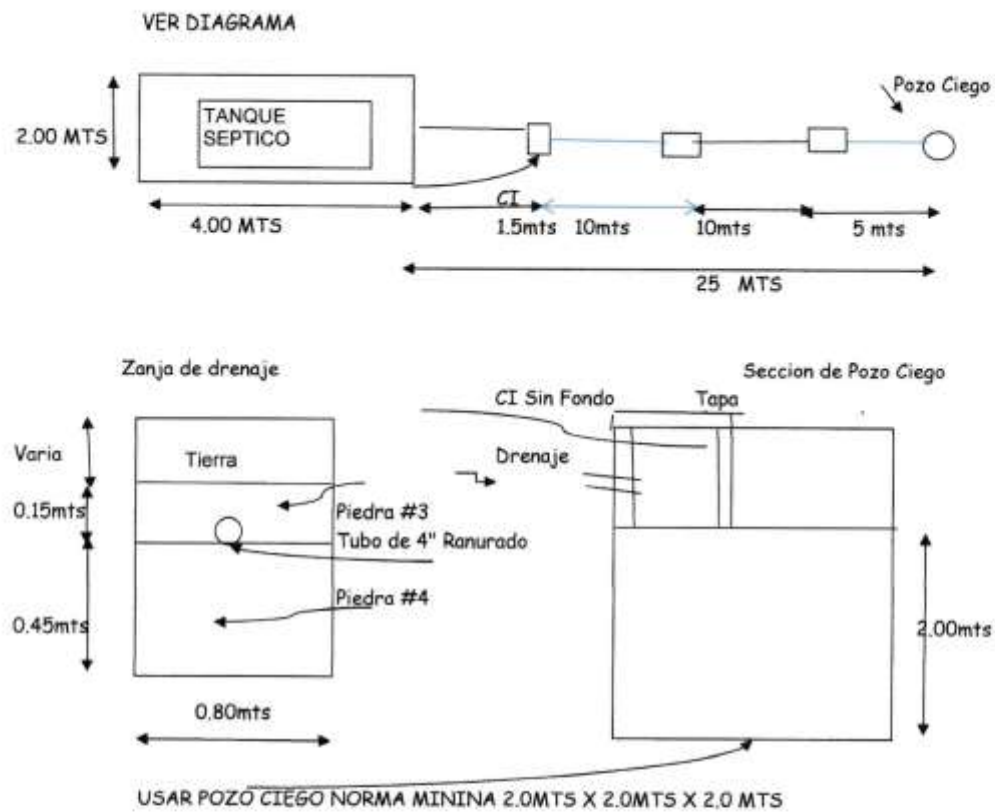 VER DIAGRAMA
Pozo Ciego
TANQUE
SEPTICO
2.00 MTS
CI
4.00 MTS
1.5mts
10mts
10mts
5 mts
25 MTS
Zanja de drenaje
Seccion de Pozo Ciego
CI Sin Fondo
Tapa
Varia
Tierra
Drenaje
0.15mts
Piedra #3
Tubo de 4" Ranurado
Piedra #4
0.45mts
2.00mts
0.80mts
USAR POZO CIEGO NORMA MININA 2.0MTS X 2.0MTS X 2.0 MTS